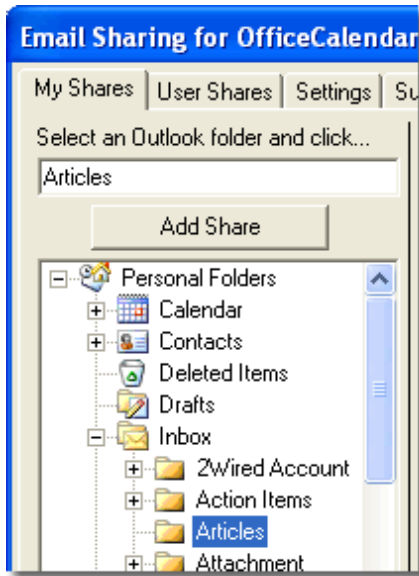 Email Sharing for OfficeCalendar
My Shares User Shares Settings
Select an Outlook folder and click...
Articles
Add Share
Personal Folders
Calendar
Contacts
Deleted Items
Drafts
Inbox
2Wired Account
Action Items
Articles
Attachment